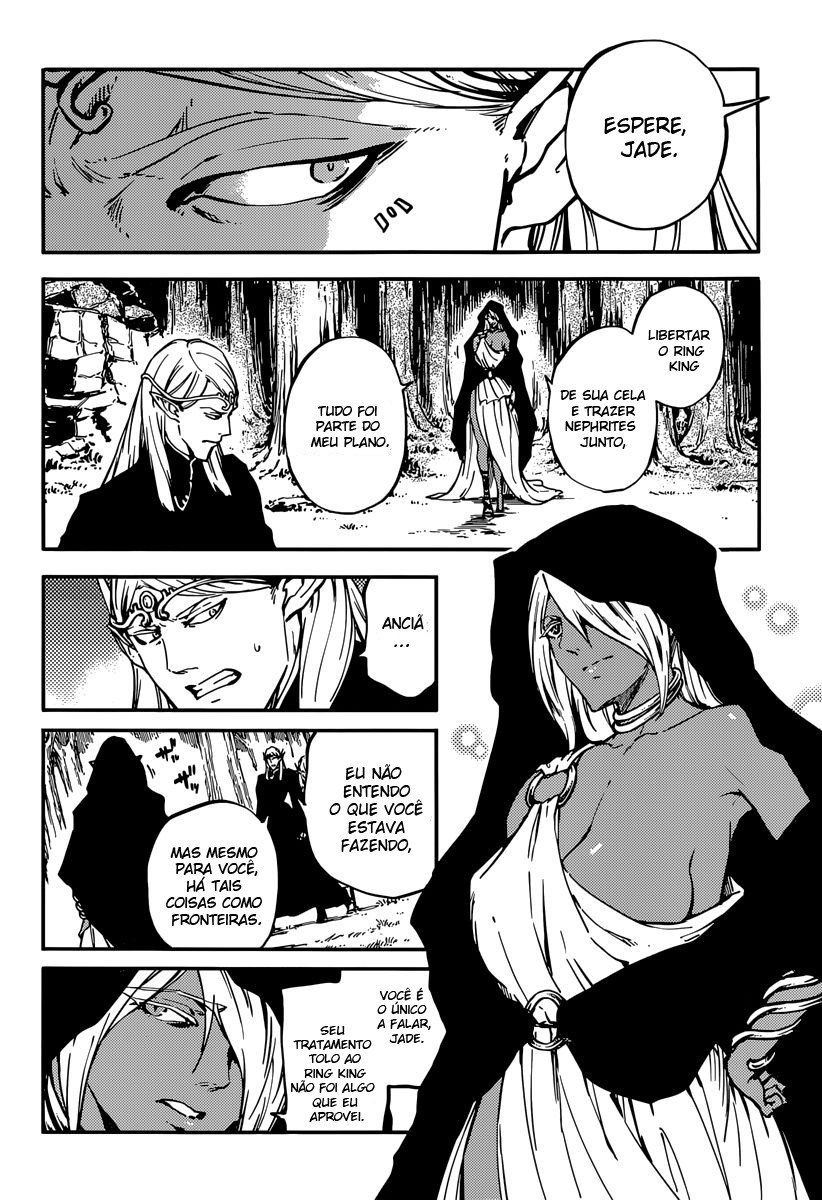 ESPERE,
JADE.
LIBERTAR
O RING
KING
DE SUA CELA
E TRAZER
NEPHRITES
JUNTO,
TUDO FOI
PARTE DO
MEU PLANO.
ANCIÃ
...
EU NÃO
ENTENDO
O QUE VOCÊ
ESTAVA
FAZENDO,
MAS MESMO
PARA VOCÊ,
HÁ TAIS
COISAS COMO
FRONTEIRAS.
VOCÊ É
O ÚNICO
A FALAR,
JADE.
SEU
TRATAMENTO
TOLO AO
RING KING
NÃO FOI ALGO
QUE EU
APROVEI.